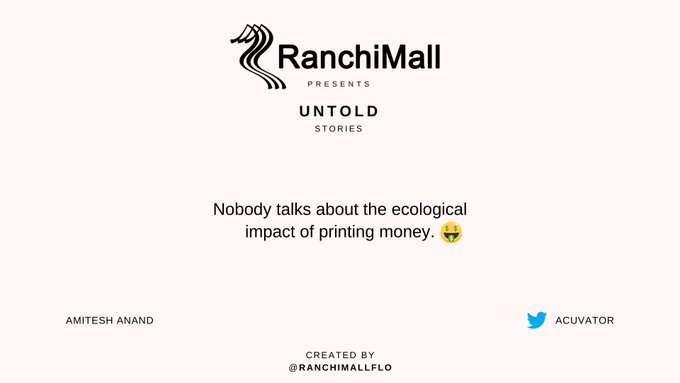 RanchiMall
PRESENTS
UNTOLD
STORIES
Nobody talks about the ecological
impact of printing money. 🤑
AMITESH ANAND
ACUVATOR
CREATED BY
@RANCHIMALLFLO